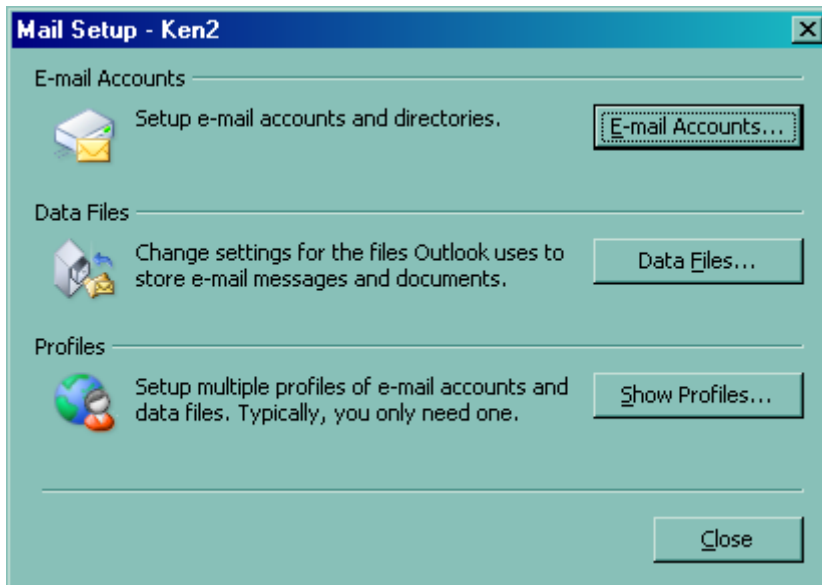 Mail Setup - Ken2
E-mail Accounts
Setup e-mail accounts and directories.
E-mail Accounts...
Data Files
Change settings for the files Outlook uses to
store e-mail messages and documents.
Data Files...
Profiles
Setup multiple profiles of e-mail accounts and
data files. Typically, you only need one.
Show Profiles...
Close